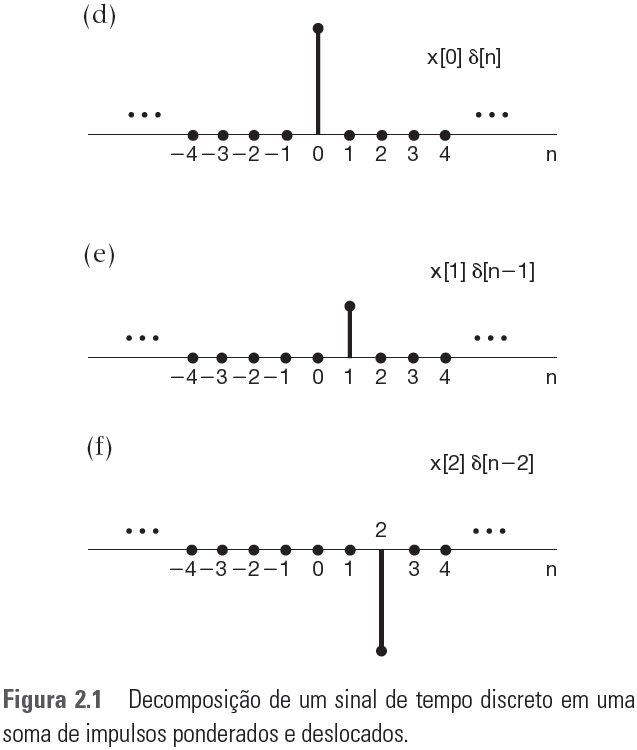 (d)
x[0] δ[n]
... ...
−4 −3 −2 −1 0 1 2 3 4 n
(e)
x[1] δ[n−1]
... ...
−4 −3 −2 −1 0 1 2 3 4 n
(f)
x[2] δ[n−2]
... 2 ...
−4 −3 −2 −1 0 1 3 4 n
Figura 2.1 Decomposição de um sinal de tempo discreto em uma
soma de impulsos ponderados e deslocados.